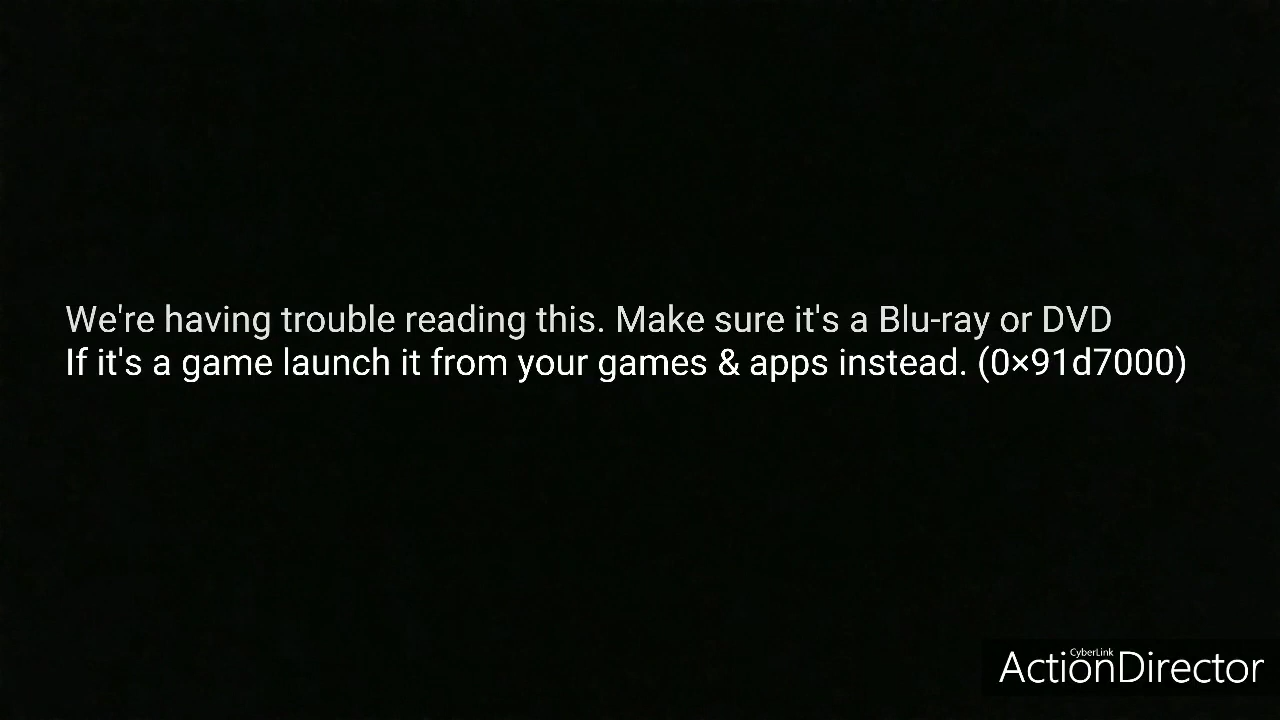 We're having trouble reading this. Make sure it's a Blu-ray or DVD
If it's a game launch it from your games & apps instead. (0×91d7000)
CyberLink
ActionDirector